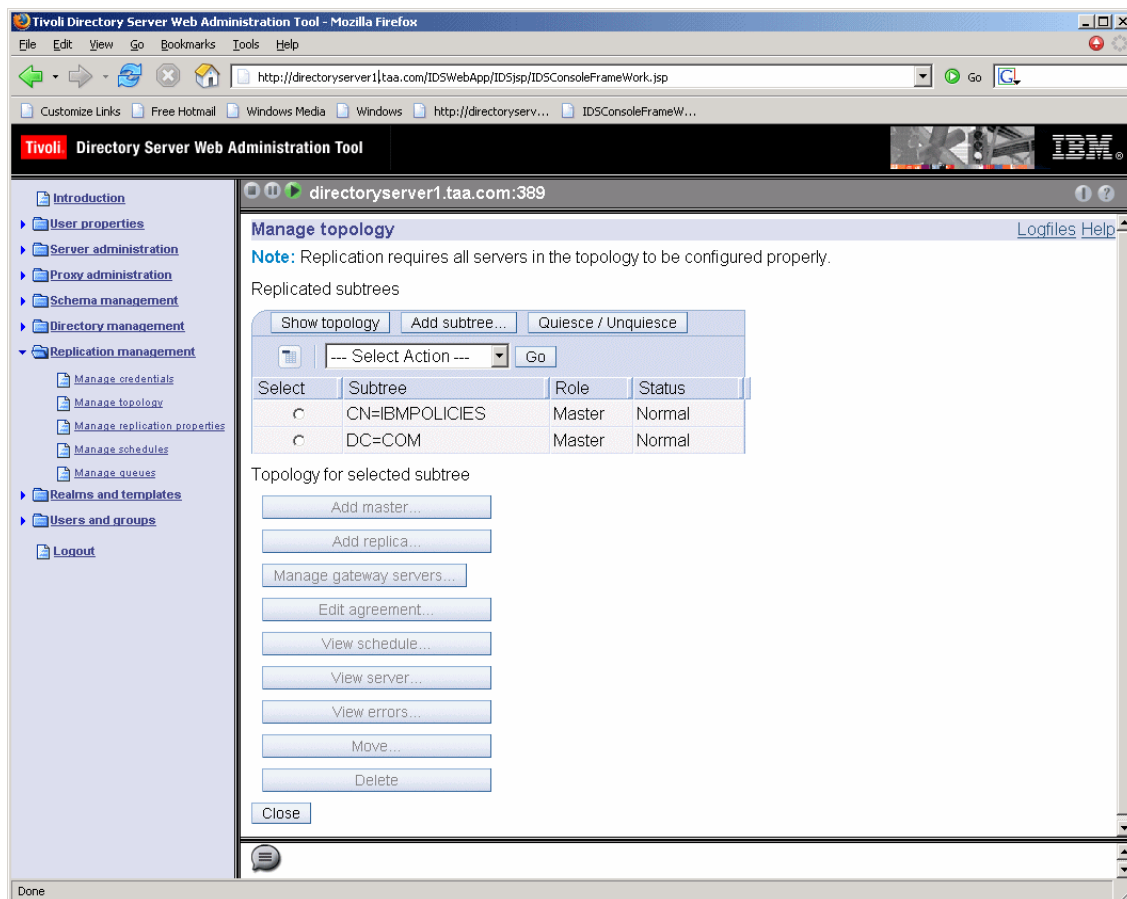 Tivoli Directory Server Web Administration Tool - Mozilla Firefox
File Edit View Go Bookmarks Tools Help
http://directoryserver1.taa.com/IDSWebApp/IDSjsp/IDSConsoleFrameWork.jsp Go G
Customize Links Free Hotmail Windows Media Windows http://directoryserv... IDSConsoleFrameW...
Tivoli. Directory Server Web Administration Tool IBM®
Introduction
User properties
Server administration
Proxy administration
Schema management
Directory management
Replication management
Manage credentials
Manage topology
Manage replication properties
Manage schedules
Manage queues
Realms and templates
Users and groups
Logout
directoryserver1.taa.com:389
Manage topology Logfiles Help
Note: Replication requires all servers in the topology to be configured properly.
Replicated subtrees
Show topology Add subtree... Quiesce / Unquiesce
--- Select Action --- Go
Select Subtree Role Status
CN=IBMPOLICIES Master Normal
DC=COM Master Normal
Topology for selected subtree
Add master...
Add replica...
Manage gateway servers...
Edit agreement...
View schedule...
View server...
View errors...
Move...
Delete
Close
Done